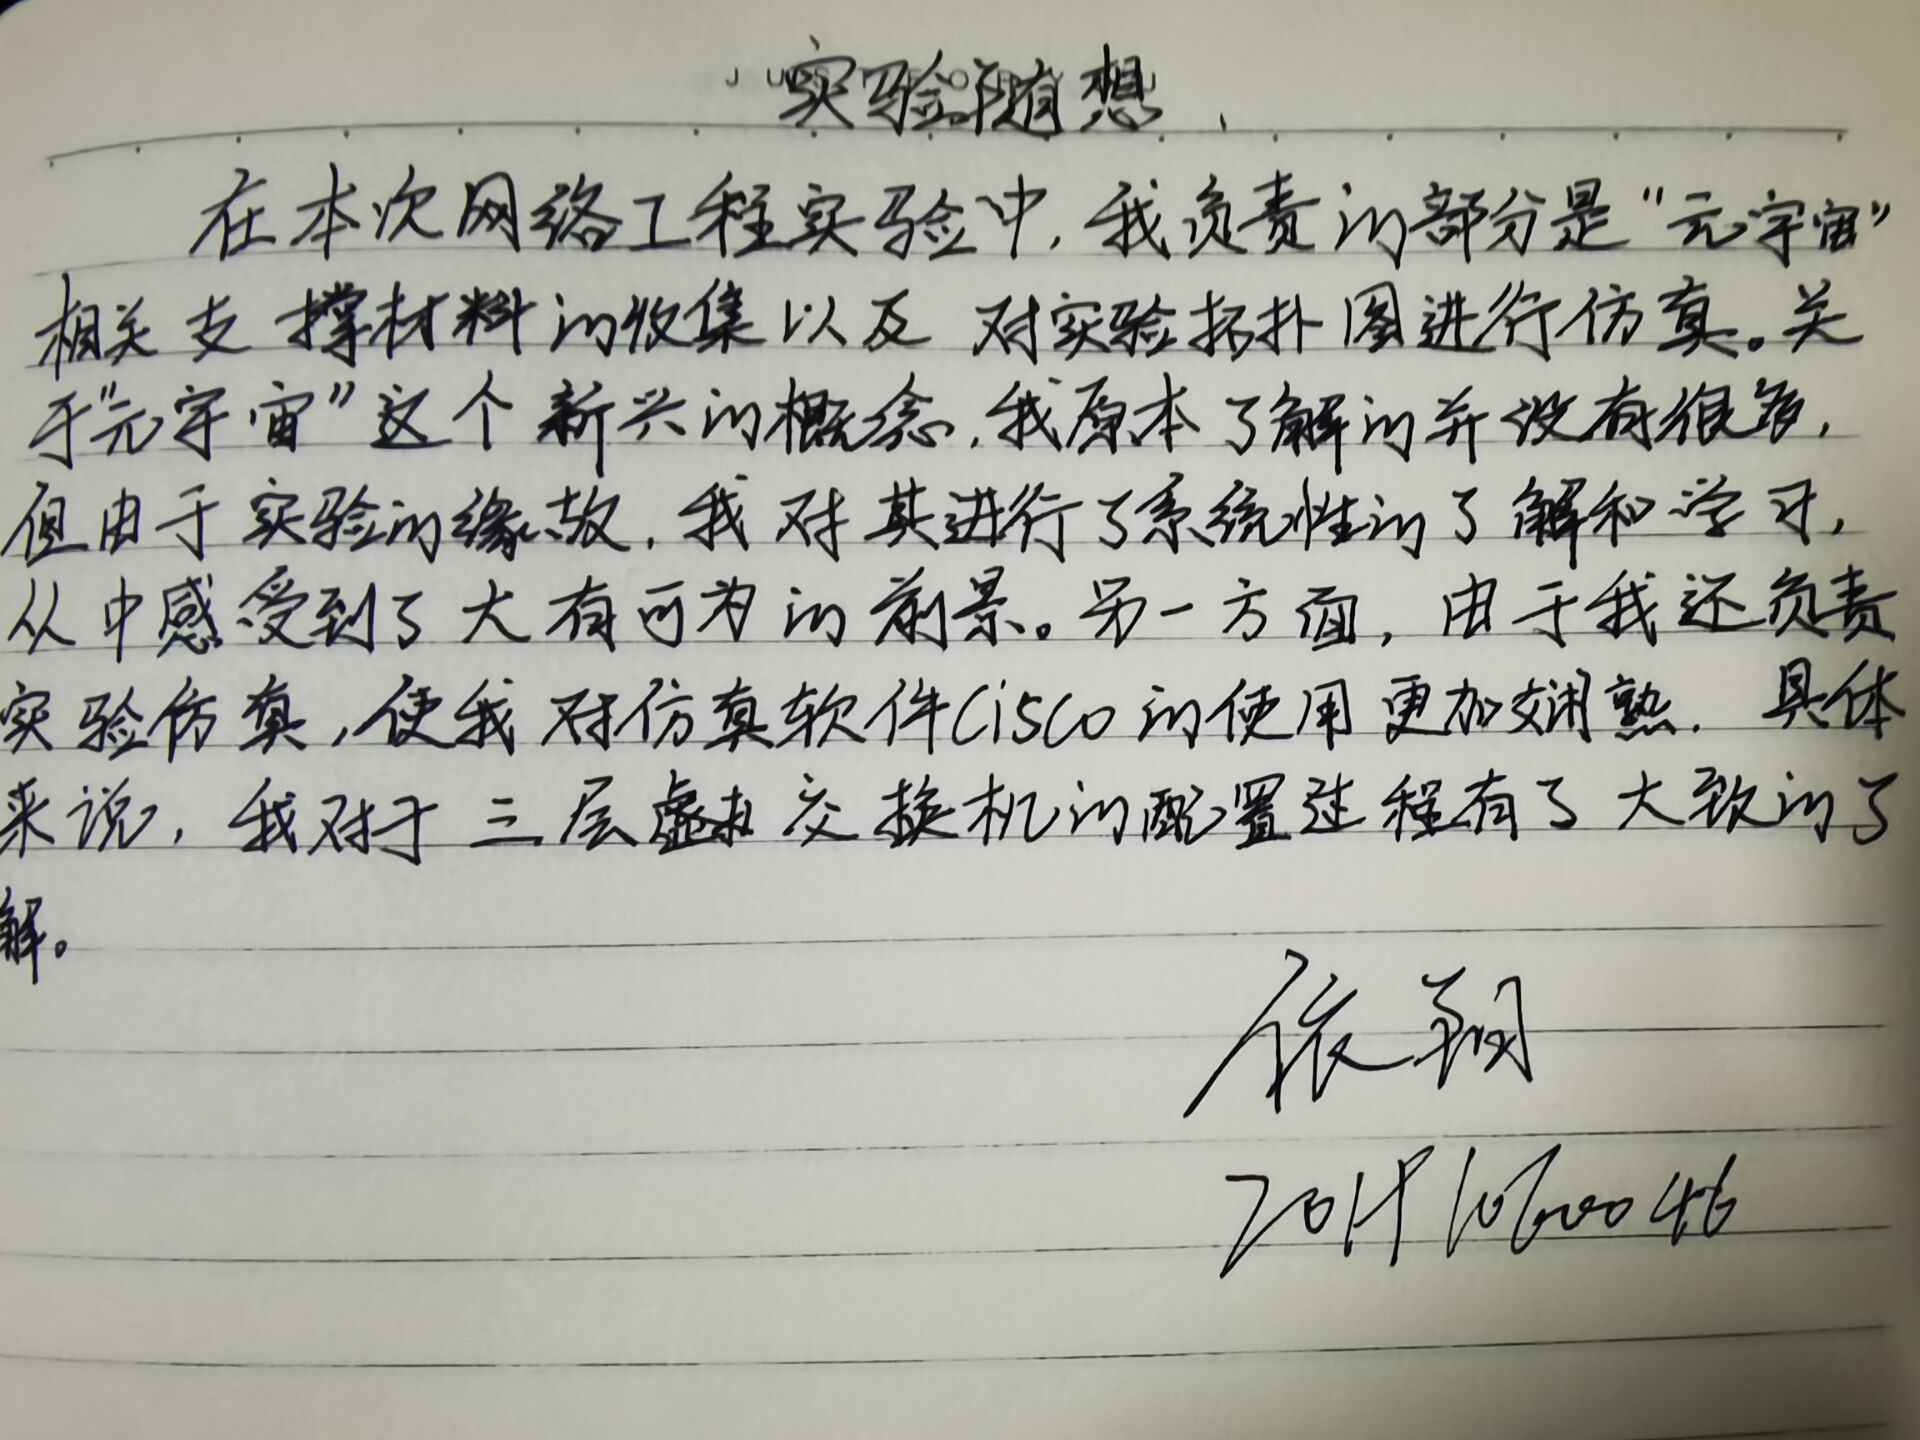 实验随想
在本次网络工程实验中,我负责的部分是“元宇宙”
相关支撑材料的收集以及对实验拓扑图进行仿真。关
于“元宇宙”这个新兴的概念,我原本了解的并没有很多,
但由于实验的缘故,我对其进行了系统性的了解和学习,
从中感受到了大有可为的前景。另一方面,由于我还负责
实验仿真,使我对仿真软件Cisco的使用更加娴熟.具体
来说,我对于三层虚拟交换机的配置过程有了大致的了
解。
翔